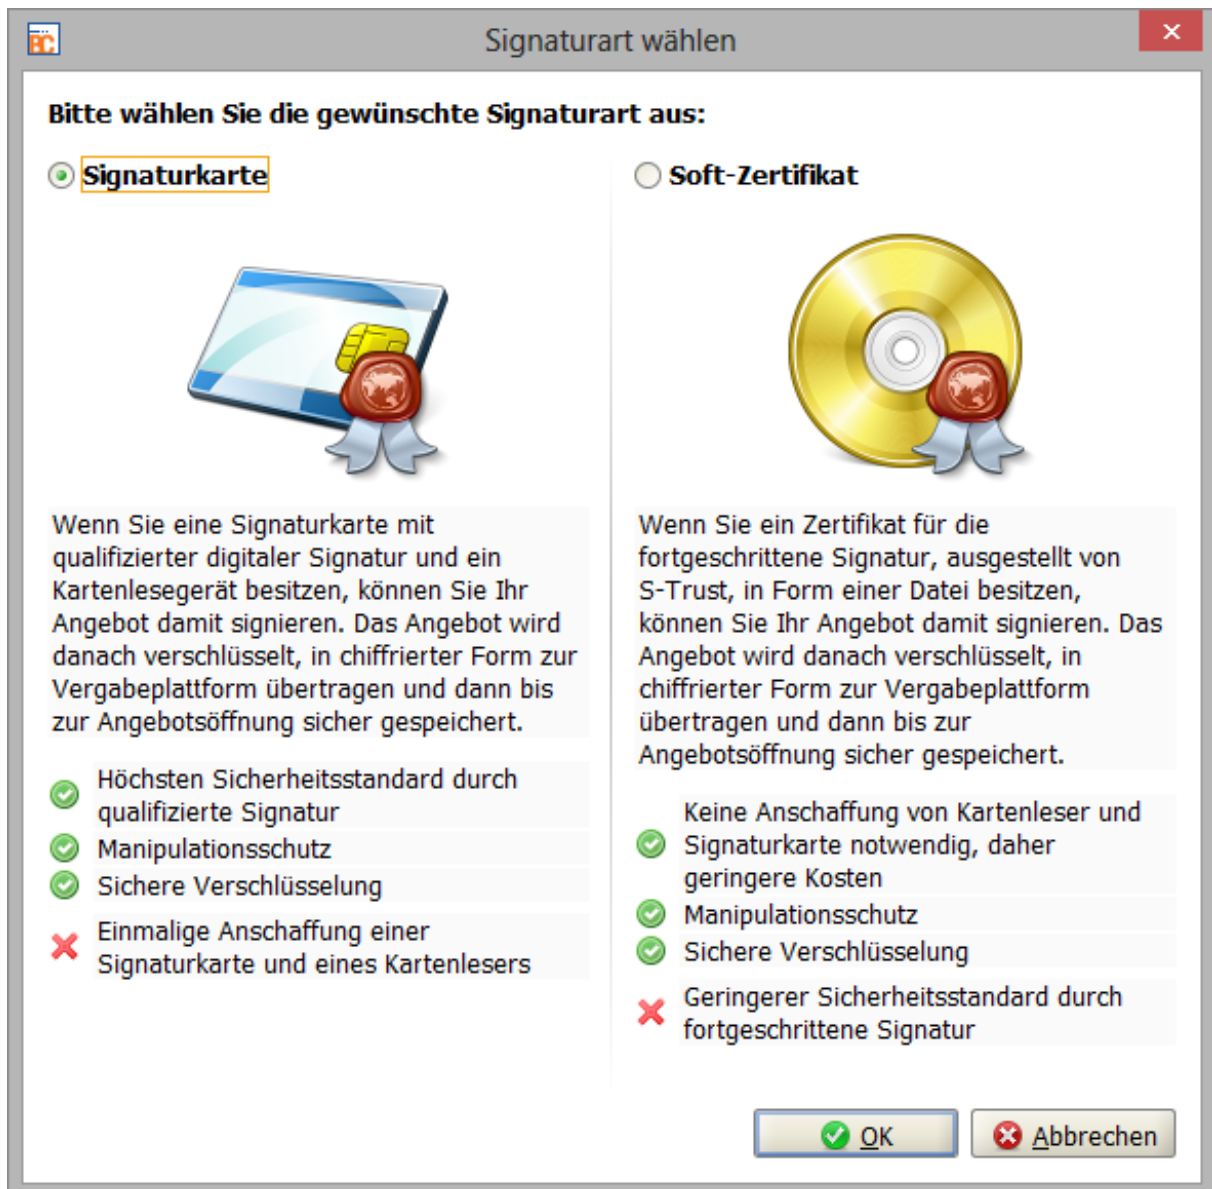 BC
Signaturart wählen
Bitte wählen Sie die gewünschte Signaturart aus:
Signaturkarte
Wenn Sie eine Signaturkarte mit
qualifizierter digitaler Signatur und ein
Kartenlesegerät besitzen, können Sie Ihr
Angebot damit signieren. Das Angebot wird
danach verschlüsselt, in chiffrierter Form zur
Vergabeplattform übertragen und dann bis
zur Angebotsöffnung sicher gespeichert.
Höchsten Sicherheitsstandard durch
qualifizierte Signatur
Manipulationsschutz
Sichere Verschlüsselung
Einmalige Anschaffung einer
Signaturkarte und eines Kartenlesers
Soft-Zertifikat
Wenn Sie ein Zertifikat für die
fortgeschrittene Signatur, ausgestellt von
S-Trust, in Form einer Datei besitzen,
können Sie Ihr Angebot damit signieren. Das
Angebot wird danach verschlüsselt, in
chiffrierter Form zur Vergabeplattform
übertragen und dann bis zur
Angebotsöffnung sicher gespeichert.
Keine Anschaffung von Kartenleser und
Signaturkarte notwendig, daher
geringere Kosten
Manipulationsschutz
Sichere Verschlüsselung
Geringerer Sicherheitsstandard durch
fortgeschrittene Signatur
OK
Abbrechen